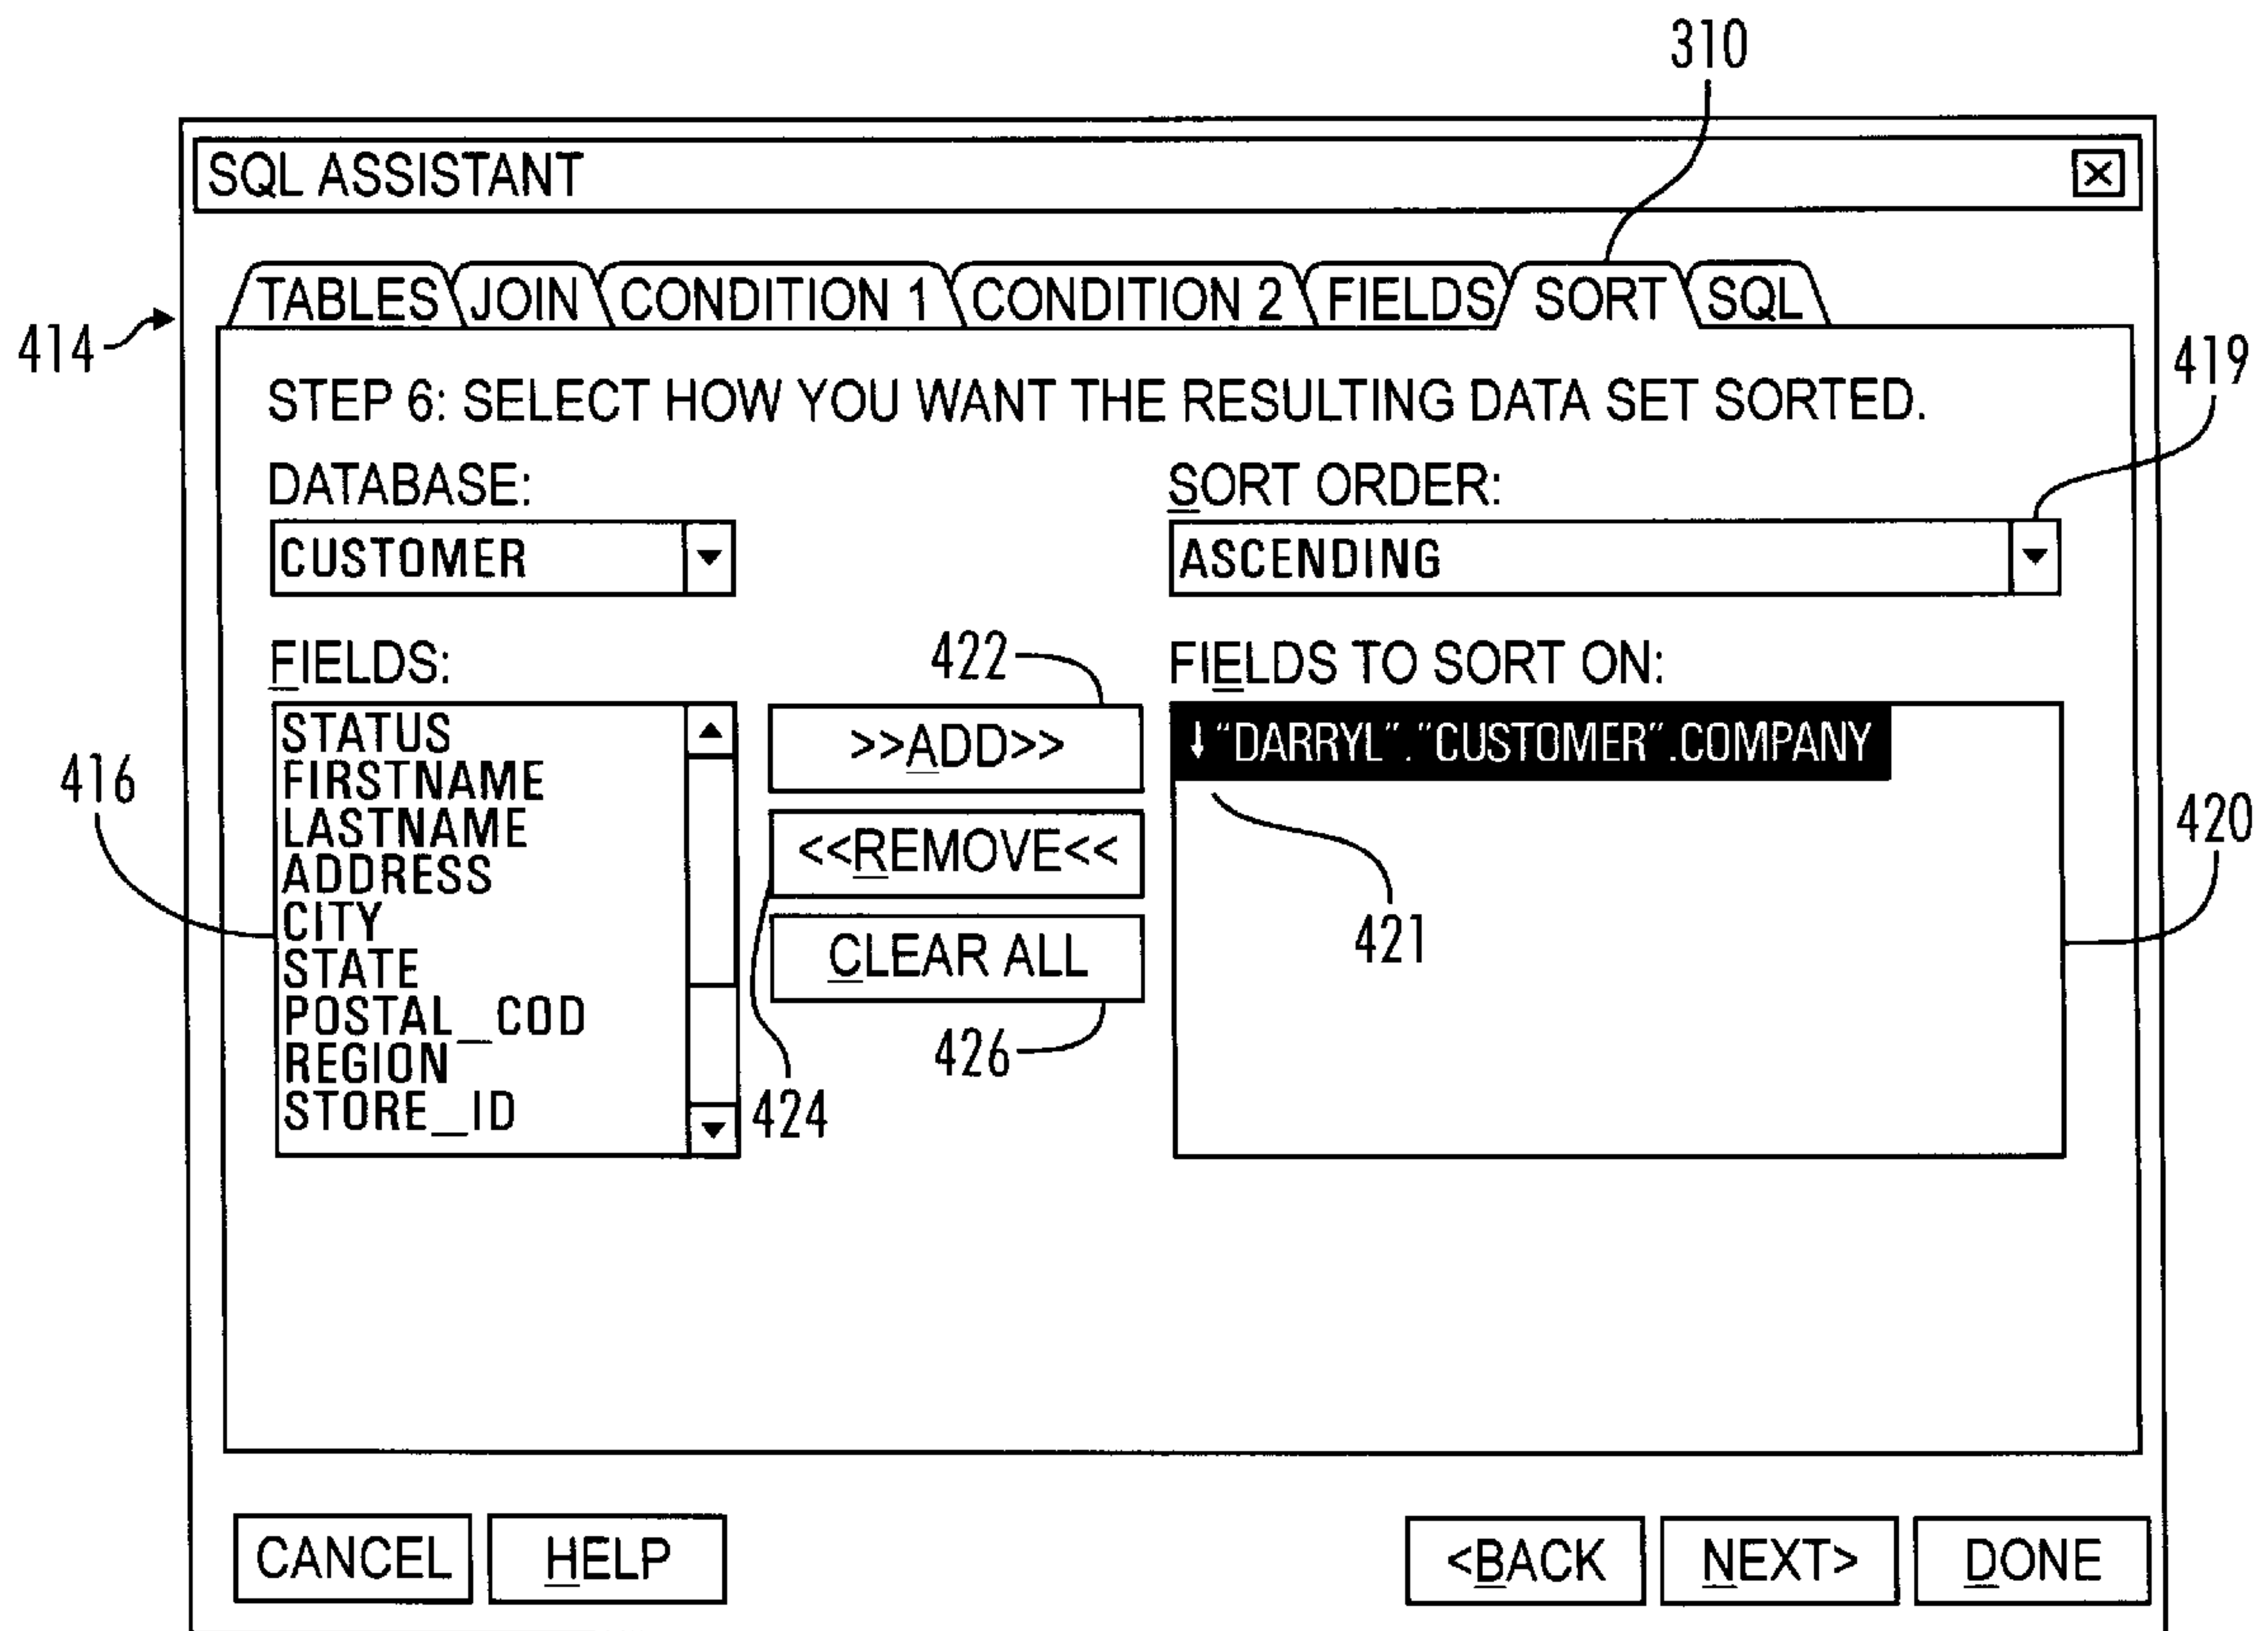 310
SQL ASSISTANT
TABLES JOIN CONDITION 1 CONDITION 2 FIELDS SORT SQL
414
419
STEP 6: SELECT HOW YOU WANT THE RESULTING DATA SET SORTED.
DATABASE: SORT ORDER:
CUSTOMER ASCENDING
FIELDS: 422 FIELDS TO SORT ON:
STATUS
FIRSTNAME
LASTNAME
ADDRESS
CITY
STATE
POSTAL_COD
REGION
STORE_ID
416
>>ADD>>
<<REMOVE<<
CLEAR ALL
424
426
↓ “DARRYL”.“CUSTOMER”.COMPANY
421
420
CANCEL HELP <BACK NEXT> DONE